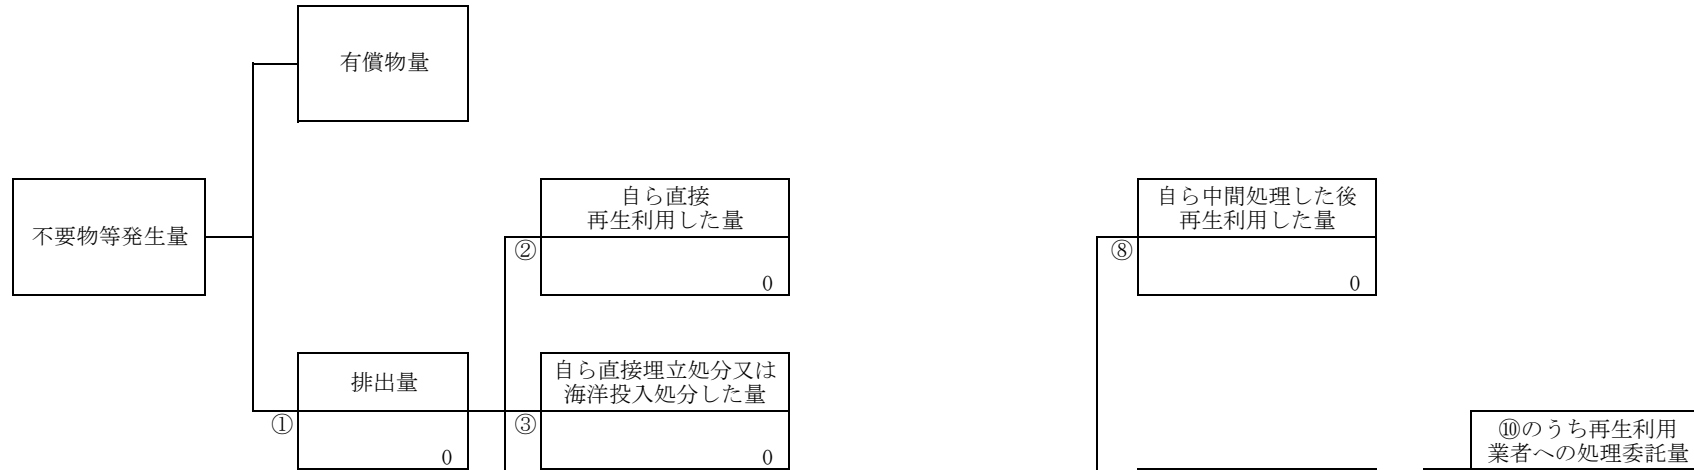 有償物量
不要物等発生量
自ら直接
再生利用した量
②
0
自ら中間処理した後
再生利用した量
⑧
0
排出量
①
0
自ら直接埋立処分又は
海洋投入処分した量
③
0
⑩のうち再生利用
業者への処理委託量